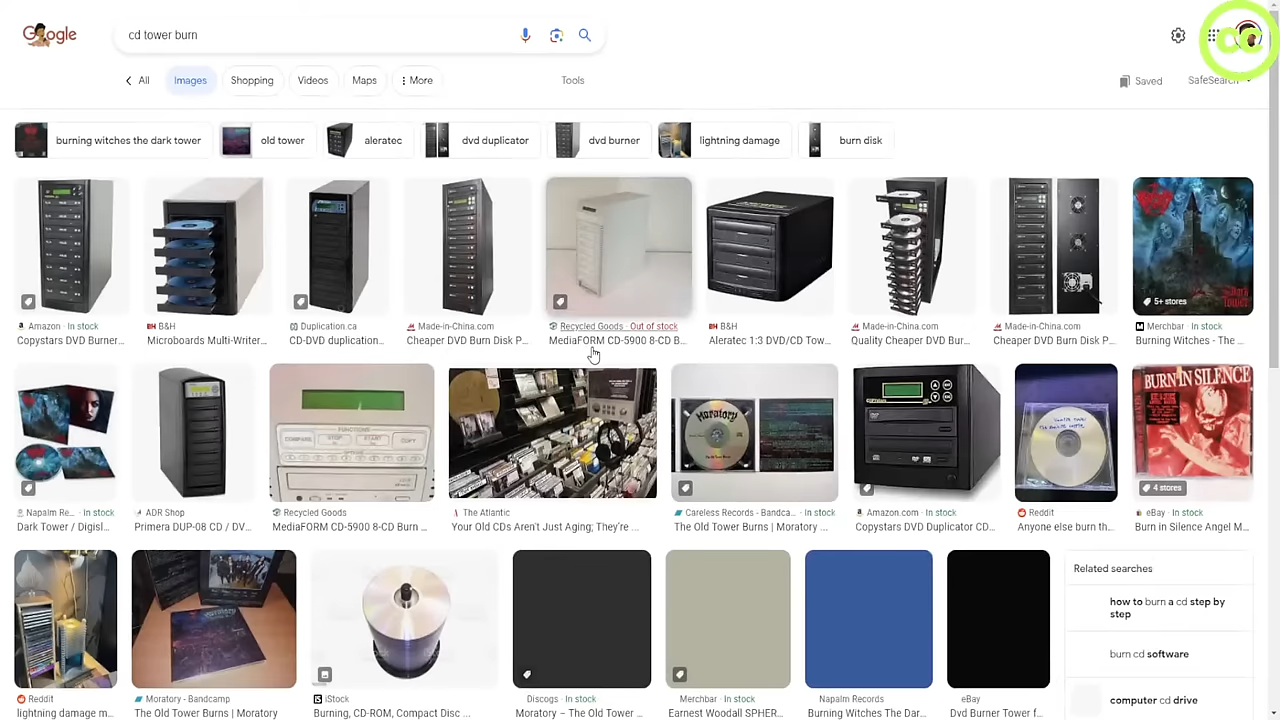 Google
cd tower burn
cc
All
Images
Shopping
Videos
Maps
More
Tools
Saved
SafeSearch
burning witches the dark tower
old tower
aleratec
dvd duplicator
dvd burner
lightning damage
burn disk
5+ stores
Amazon · In stock
Copystars DVD Burner...
B&H
Microboards Multi-Writer...
Duplication.ca
CD-DVD duplication...
Made-in-China.com
Cheaper DVD Burn Disk P...
Recycled Goods · Out of stock
MediaFORM CD-5900 8-CD B...
B&H
Aleratec 1:3 DVD/CD Tow...
Made-in-China.com
Quality Cheaper DVD Bur...
Made-in-China.com
Cheaper DVD Burn Disk P...
Merchbar · In stock
Burning Witches - The ...
COMPARE
STOP
START
COPY
Moratory
BURN IN SILENCE
4 stores
Napalm Re... · In stock
Dark Tower / Digisl...
ADR Shop
Primera DUP-08 CD / DV...
Recycled Goods
MediaFORM CD-5900 8-CD Burn ...
The Atlantic
Your Old CDs Aren't Just Aging; They're ...
Careless Records - Bandca... · In stock
The Old Tower Burns | Moratory ...
Amazon.com · In stock
Copystars DVD Duplicator CD...
Reddit
Anyone else burn th...
eBay · In stock
Burn in Silence Angel M...
Related searches
how to burn a cd step by
step
burn cd software
computer cd drive
Reddit
lightning damage m...
Moratory - Bandcamp
The Old Tower Burns | Moratory
iStock
Burning, CD-ROM, Compact Disc ...
Discogs · In stock
Moratory – The Old Tower ...
Merchbar · In stock
Earnest Woodall SPHER...
Napalm Records
Burning Witches The Dar...
eBay
Dvd Burner Tower f...